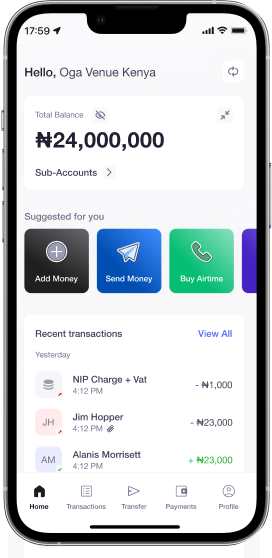 17:59
Hello, Oga Venue Kenya
Total Balance
₦24,000,000
Sub-Accounts
Suggested for you
Add Money
Send Money
Buy Airtime
Recent transactions
View All
Yesterday
NIP Charge + Vat
4:12 PM
- ₦1,000
JH
Jim Hopper
4:12 PM
- ₦23,000
AM
Alanis Morrisett
4:12 PM
+ ₦23,000
Home
Transactions
Transfer
Payments
Profile